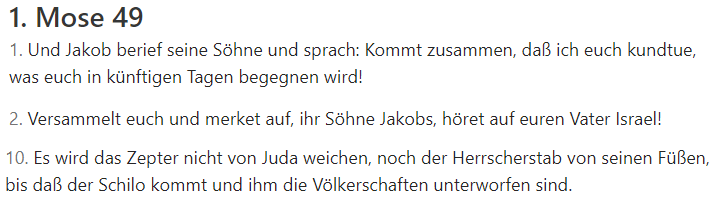 1. Mose 49
1. Und Jakob berief seine Söhne und sprach: Kommt zusammen, daß ich euch kundtue,
was euch in künftigen Tagen begegnen wird!
2. Versammelt euch und merket auf, ihr Söhne Jakobs, höret auf euren Vater Israel!
10. Es wird das Zepter nicht von Juda weichen, noch der Herrscherstab von seinen Füßen,
bis daß der Schilo kommt und ihm die Völkerschaften unterworfen sind.